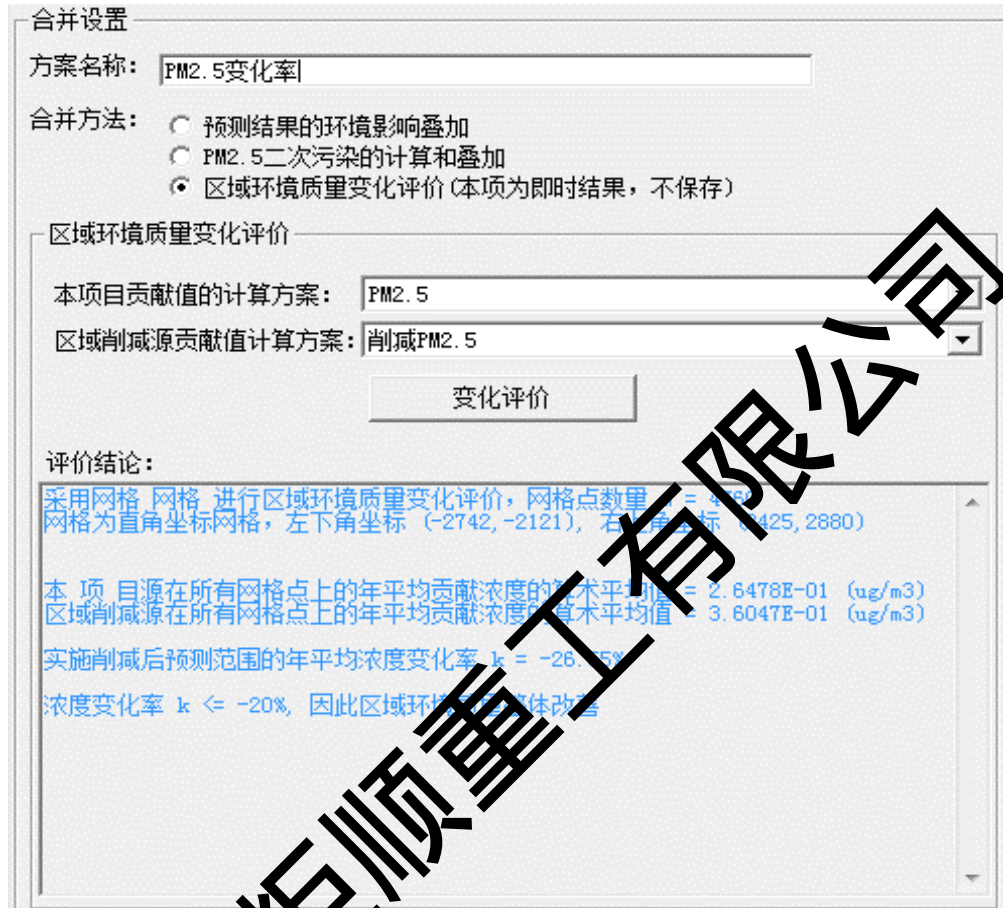 合并设置
方案名称: PM2.5变化率
合并方法:
预测结果的环境影响叠加
PM2.5二次污染的计算和叠加
区域环境质量变化评价(本项为即时结果，不保存)
区域环境质量变化评价
本项目贡献值的计算方案: PM2.5
区域削减源贡献值计算方案: 削减PM2.5
变化评价
评价结论:
采用网格 网格 进行区域环境质量变化评价，网格点数量
网格为直角坐标网格，左下角坐标 (-2742,-2121), 右上角坐标 425,2880)
本 项 目源在所有网格点上的年平均贡献浓度的算术平均值 = 2.6478E-01 (ug/m3)
区域削减源在所有网格点上的年平均贡献浓度的算术平均值 = 3.6047E-01 (ug/m3)
实施削减后预测范围的年平均浓度变化率 k =
浓度变化率 k <= -20%, 因此区域环境 体改善
顺重工有限公司